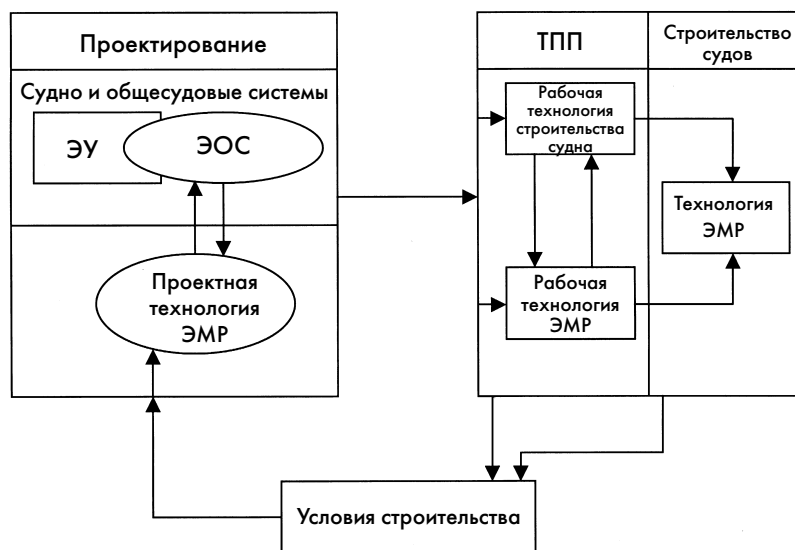 Проектирование
Судно и общесудовые системы
ЭУ
ЭОС
Проектная
технология
ЭМР
ТПП
Строительство
судов
Рабочая
технология
строительства
судна
Рабочая
технология
ЭМР
Технология
ЭМР
Условия строительства